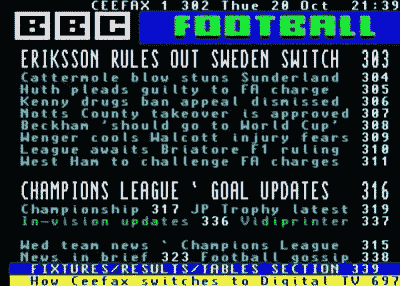 CEEFAX 1 302 Thue 20 Oct 21:39
BBC FOOTBALL
ERIKSSON RULES OUT SWEDEN SWITCH 303
Cattermole blow stuns Sunderland 304
Huth pleads guilty to FA charge 305
Kenny drugs ban appeal dismissed 306
Notts County takeover is approved 307
Beckham 'should go to World Cup' 308
Wenger cools Walcott injury fears 309
League awaits Briatore F1 ruling 310
West Ham to challenge FA charges 311
CHAMPIONS LEAGUE ` GOAL UPDATES 316
Championship 317 JP Trophy latest 319
In-vision updates 336 Vidiprinter 337
Wed team news ` Champions League 315
News in brief 323 Football gossip 338
FIXTURES/RESULTS/TABLES SECTION 339
How Ceefax switches to Digital TV 697